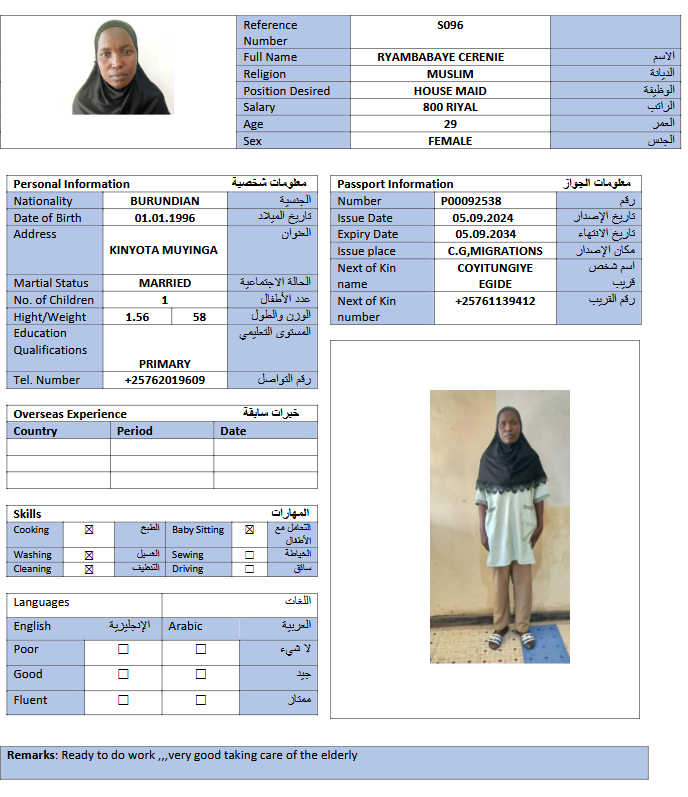 Reference Number S096
Full Name RYAMBABAYE CERENIE الاسم
Religion MUSLIM الديانة
Position Desired HOUSE MAID الوظيفة
Salary 800 RIYAL الراتب
Age 29 العمر
Sex FEMALE الجنس
Personal Information معلومات شخصية
Nationality BURUNDIAN الجنسية
Date of Birth 01.01.1996 تاريخ الميلاد
Address KINYOTA MUYINGA العنوان
Martial Status MARRIED الحالة الاجتماعية
No. of Children 1 عدد الأطفال
Hight/Weight 1.56 58 الوزن والطول
Education Qualifications PRIMARY المستوى التعليمي
Tel. Number +25762019609 رقم التواصل
Passport Information معلومات الجواز
Number P00092538 رقم
Issue Date 05.09.2024 تاريخ الإصدار
Expiry Date 05.09.2034 تاريخ الانتهاء
Issue place C.G,MIGRATIONS مكان الإصدار
Next of Kin name COYITUNGIYE EGIDE اسم شخص قريب
Next of Kin number +25761139412 رقم القريب
Overseas Experience خبرات سابقة
Country Period Date
Skills المهارات
Cooking ☒ الطبخ Baby Sitting ☒ التعامل مع الأطفال
Washing ☒ الغسيل Sewing ☐ الخياطة
Cleaning ☒ التنظيف Driving ☐ سائق
Languages اللغات
English الإنجليزية Arabic العربية
Poor ☐ ☐ لا شيء
Good ☐ ☐ جيد
Fluent ☐ ☐ ممتاز
Remarks: Ready to do work ,,,very good taking care of the elderly